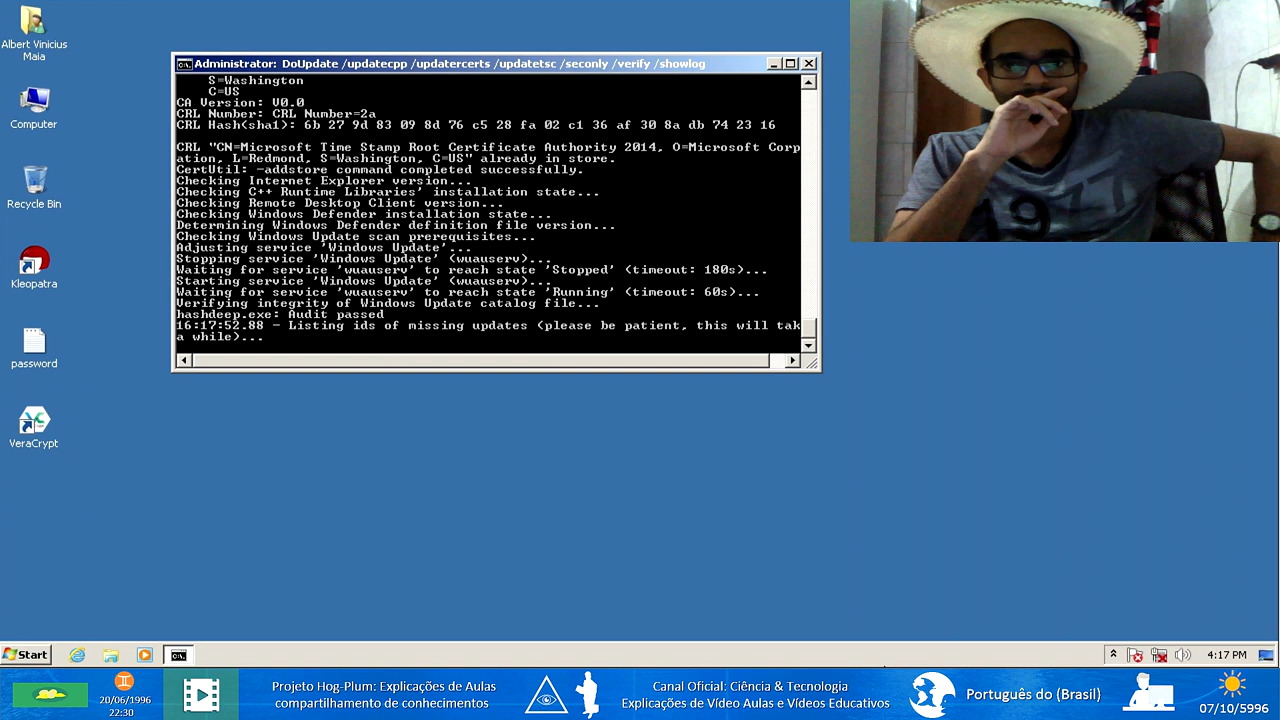 Albert Vinicius
Maia
Computer
Recycle Bin
Kleopatra
password
VeraCrypt
Administrator: DoUpdate /updatecpp /updatercerts /updatetsc /seconly /verify /showlog
S=Washington
C=US
CA Version: V0.0
CRL Number: CRL Number=2a
CRL Hash(sha1): 6b 27 9d 83 09 8d 76 c5 28 fa 02 c1 36 af 30 8a db 74 23 16
CRL "CN=Microsoft Time Stamp Root Certificate Authority 2014, O=Microsoft Corp
ation, L=Redmond, S=Washington, C=US" already in store.
CertUtil: -addstore command completed successfully.
Checking Internet Explorer version...
Checking C++ Runtime Libraries' installation state...
Checking Remote Desktop Client version...
Checking Windows Defender installation state...
Determining Windows Defender definition file version...
Checking Windows Update scan prerequisites...
Adjusting service 'Windows Update'...
Stopping service 'Windows Update' (wuauserv)...
Waiting for service 'wuauserv' to reach state 'Stopped' (timeout: 180s)...
Starting service 'Windows Update' (wuauserv)...
Waiting for service 'wuauserv' to reach state 'Running' (timeout: 60s)...
Verifying integrity of Windows Update catalog file...
hashdeep.exe: Audit passed
16:17:52.88 - Listing ids of missing updates (please be patient, this will tak
a while)...
Start
4:17 PM
20/06/1996
22:30
Projeto Hog-Plum: Explicações de Aulas
compartilhamento de conhecimentos
Canal Oficial: Ciência & Tecnologia
Explicações de Vídeo Aulas e Vídeos Educativos
Português do (Brasil)
07/10/5996